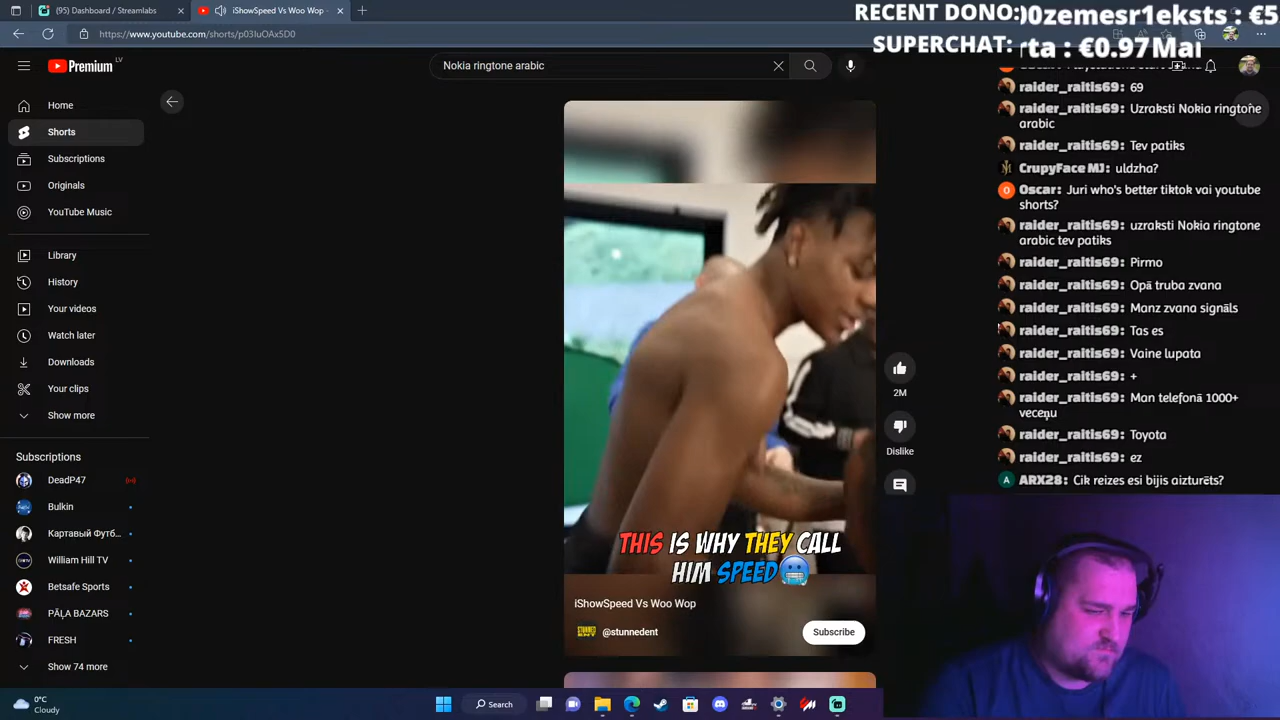 (95) Dashboard / Streamlabs
iShowSpeed Vs Woo Wop -
https://www.youtube.com/shorts/p03IuOAx5D0
RECENT DONO: 0zemesr1eksts : €5
SUPERCHAT: rta : €0.97 Mai
Premium LV
Nokia ringtone arabic
Home
Shorts
Subscriptions
Originals
YouTube Music
Library
History
Your videos
Watch later
Downloads
Your clips
Show more
Subscriptions
DeadP47
Bulkin
Картавый Футб...
William Hill TV
Betsafe Sports
PĀĻA BAZARS
FRESH
Show 74 more
THIS IS WHY THEY CALL
HIM SPEED
iShowSpeed Vs Woo Wop
@stunnedent
Subscribe
2M
Dislike
raider_raitis69: 69
raider_raitis69: Uzraksti Nokia ringtone
arabic
raider_raitis69: Tev patiks
CrupyFace MJ: uldzha?
Oscar: Juri who's better tiktok vai youtube
shorts?
raider_raitis69: uzraksti Nokia ringtone
arabic tev patiks
raider_raitis69: Pirmo
raider_raitis69: Opā truba zvana
raider_raitis69: Manz zvana signāls
raider_raitis69: Tas es
raider_raitis69: Vaine lupata
raider_raitis69: +
raider_raitis69: Man telefonā 1000+
veceņu
raider_raitis69: Toyota
raider_raitis69: ez
ARX28: Cik reizes esi bijis aizturēts?
0°C
Cloudy
Search